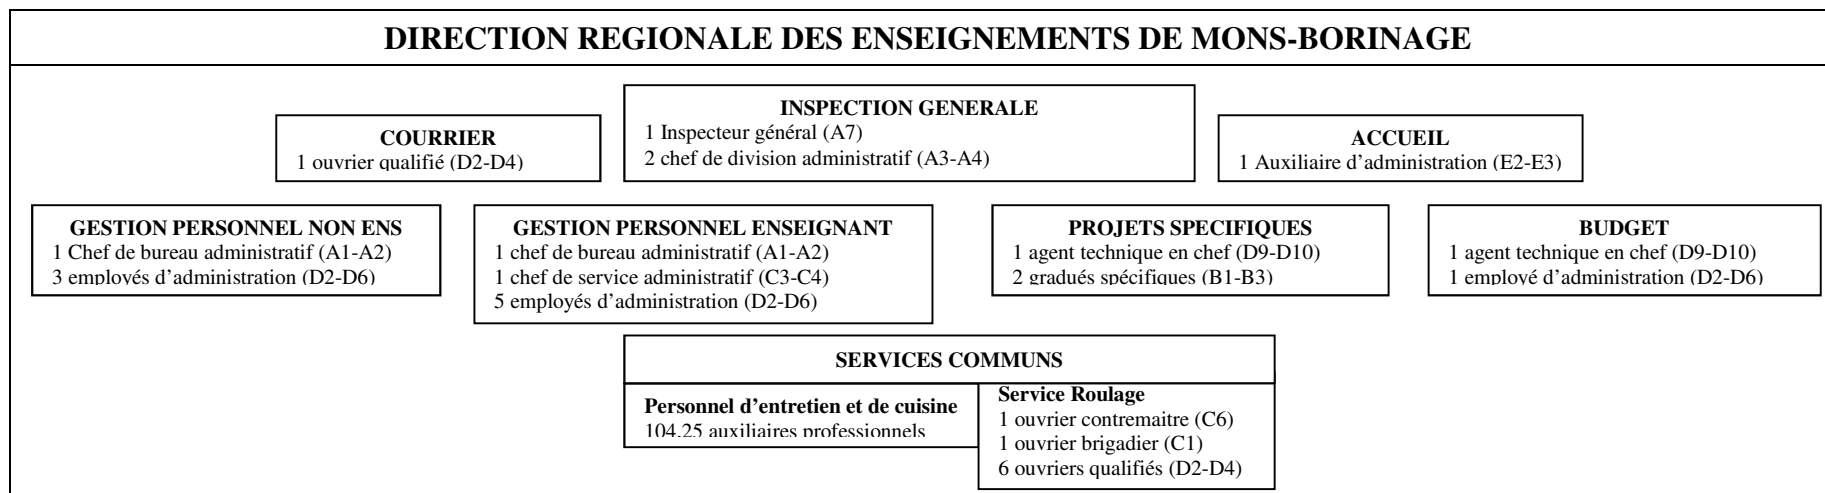 DIRECTION REGIONALE DES ENSEIGNEMENTS DE MONS-BORINAGE
INSPECTION GENERALE
1 Inspecteur général (A7)
2 chef de division administratif (A3-A4)
COURRIER
1 ouvrier qualifié (D2-D4)
ACCUEIL
1 Auxiliaire d’administration (E2-E3)
GESTION PERSONNEL NON ENS
1 Chef de bureau administratif (A1-A2)
3 employés d’administration (D2-D6)
GESTION PERSONNEL ENSEIGNANT
1 chef de bureau administratif (A1-A2)
1 chef de service administratif (C3-C4)
5 employés d’administration (D2-D6)
PROJETS SPECIFIQUES
1 agent technique en chef (D9-D10)
2 gradués spécifiques (B1-B3)
BUDGET
1 agent technique en chef (D9-D10)
1 employé d’administration (D2-D6)
SERVICES COMMUNS
Personnel d’entretien et de cuisine
104.25 auxiliaires professionnels
Service Roulage
1 ouvrier contremaitre (C6)
1 ouvrier brigadier (C1)
6 ouvriers qualifiés (D2-D4)